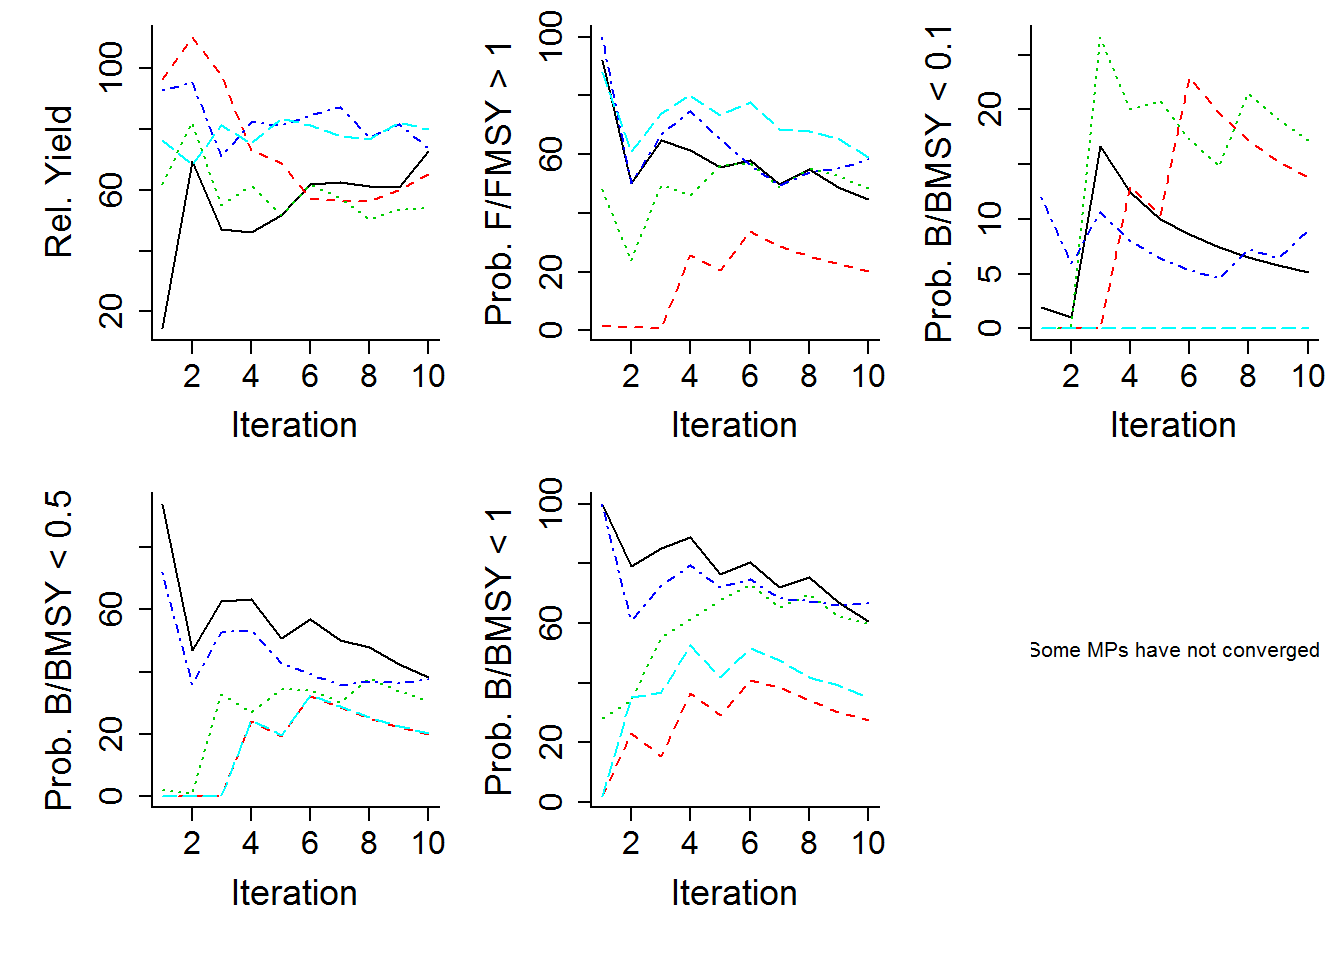 Rel. Yield
100
60
20
2 4 6 8 10
Iteration
Prob. F/FMSY > 1
100
60
20
0
2 4 6 8 10
Iteration
Prob. B/BMSY < 0.1
20
10
5
0
2 4 6 8 10
Iteration
Prob. B/BMSY < 0.5
60
20
0
2 4 6 8 10
Iteration
Prob. B/BMSY < 1
100
60
20
0
2 4 6 8 10
Iteration
Some MPs have not converged